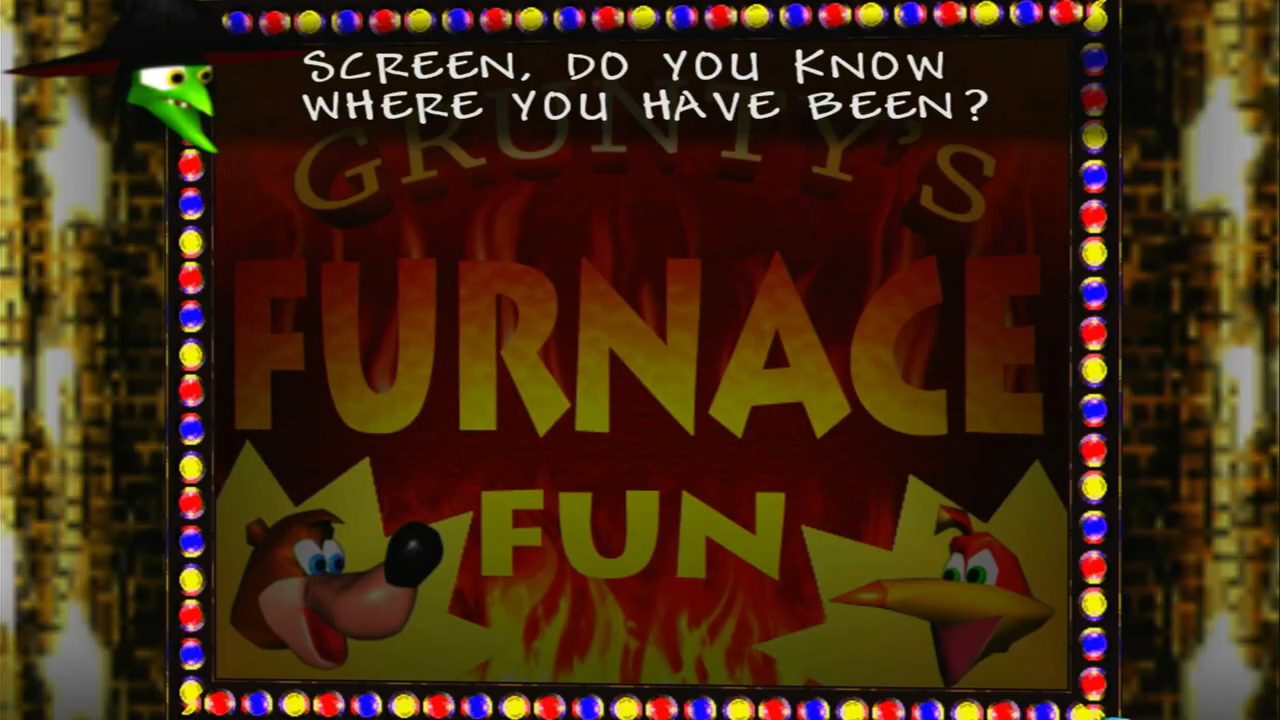 SCREEN, DO YOU KNOW
WHERE YOU HAVE BEEN?
GRUNTY'S
FURNACE
FUN